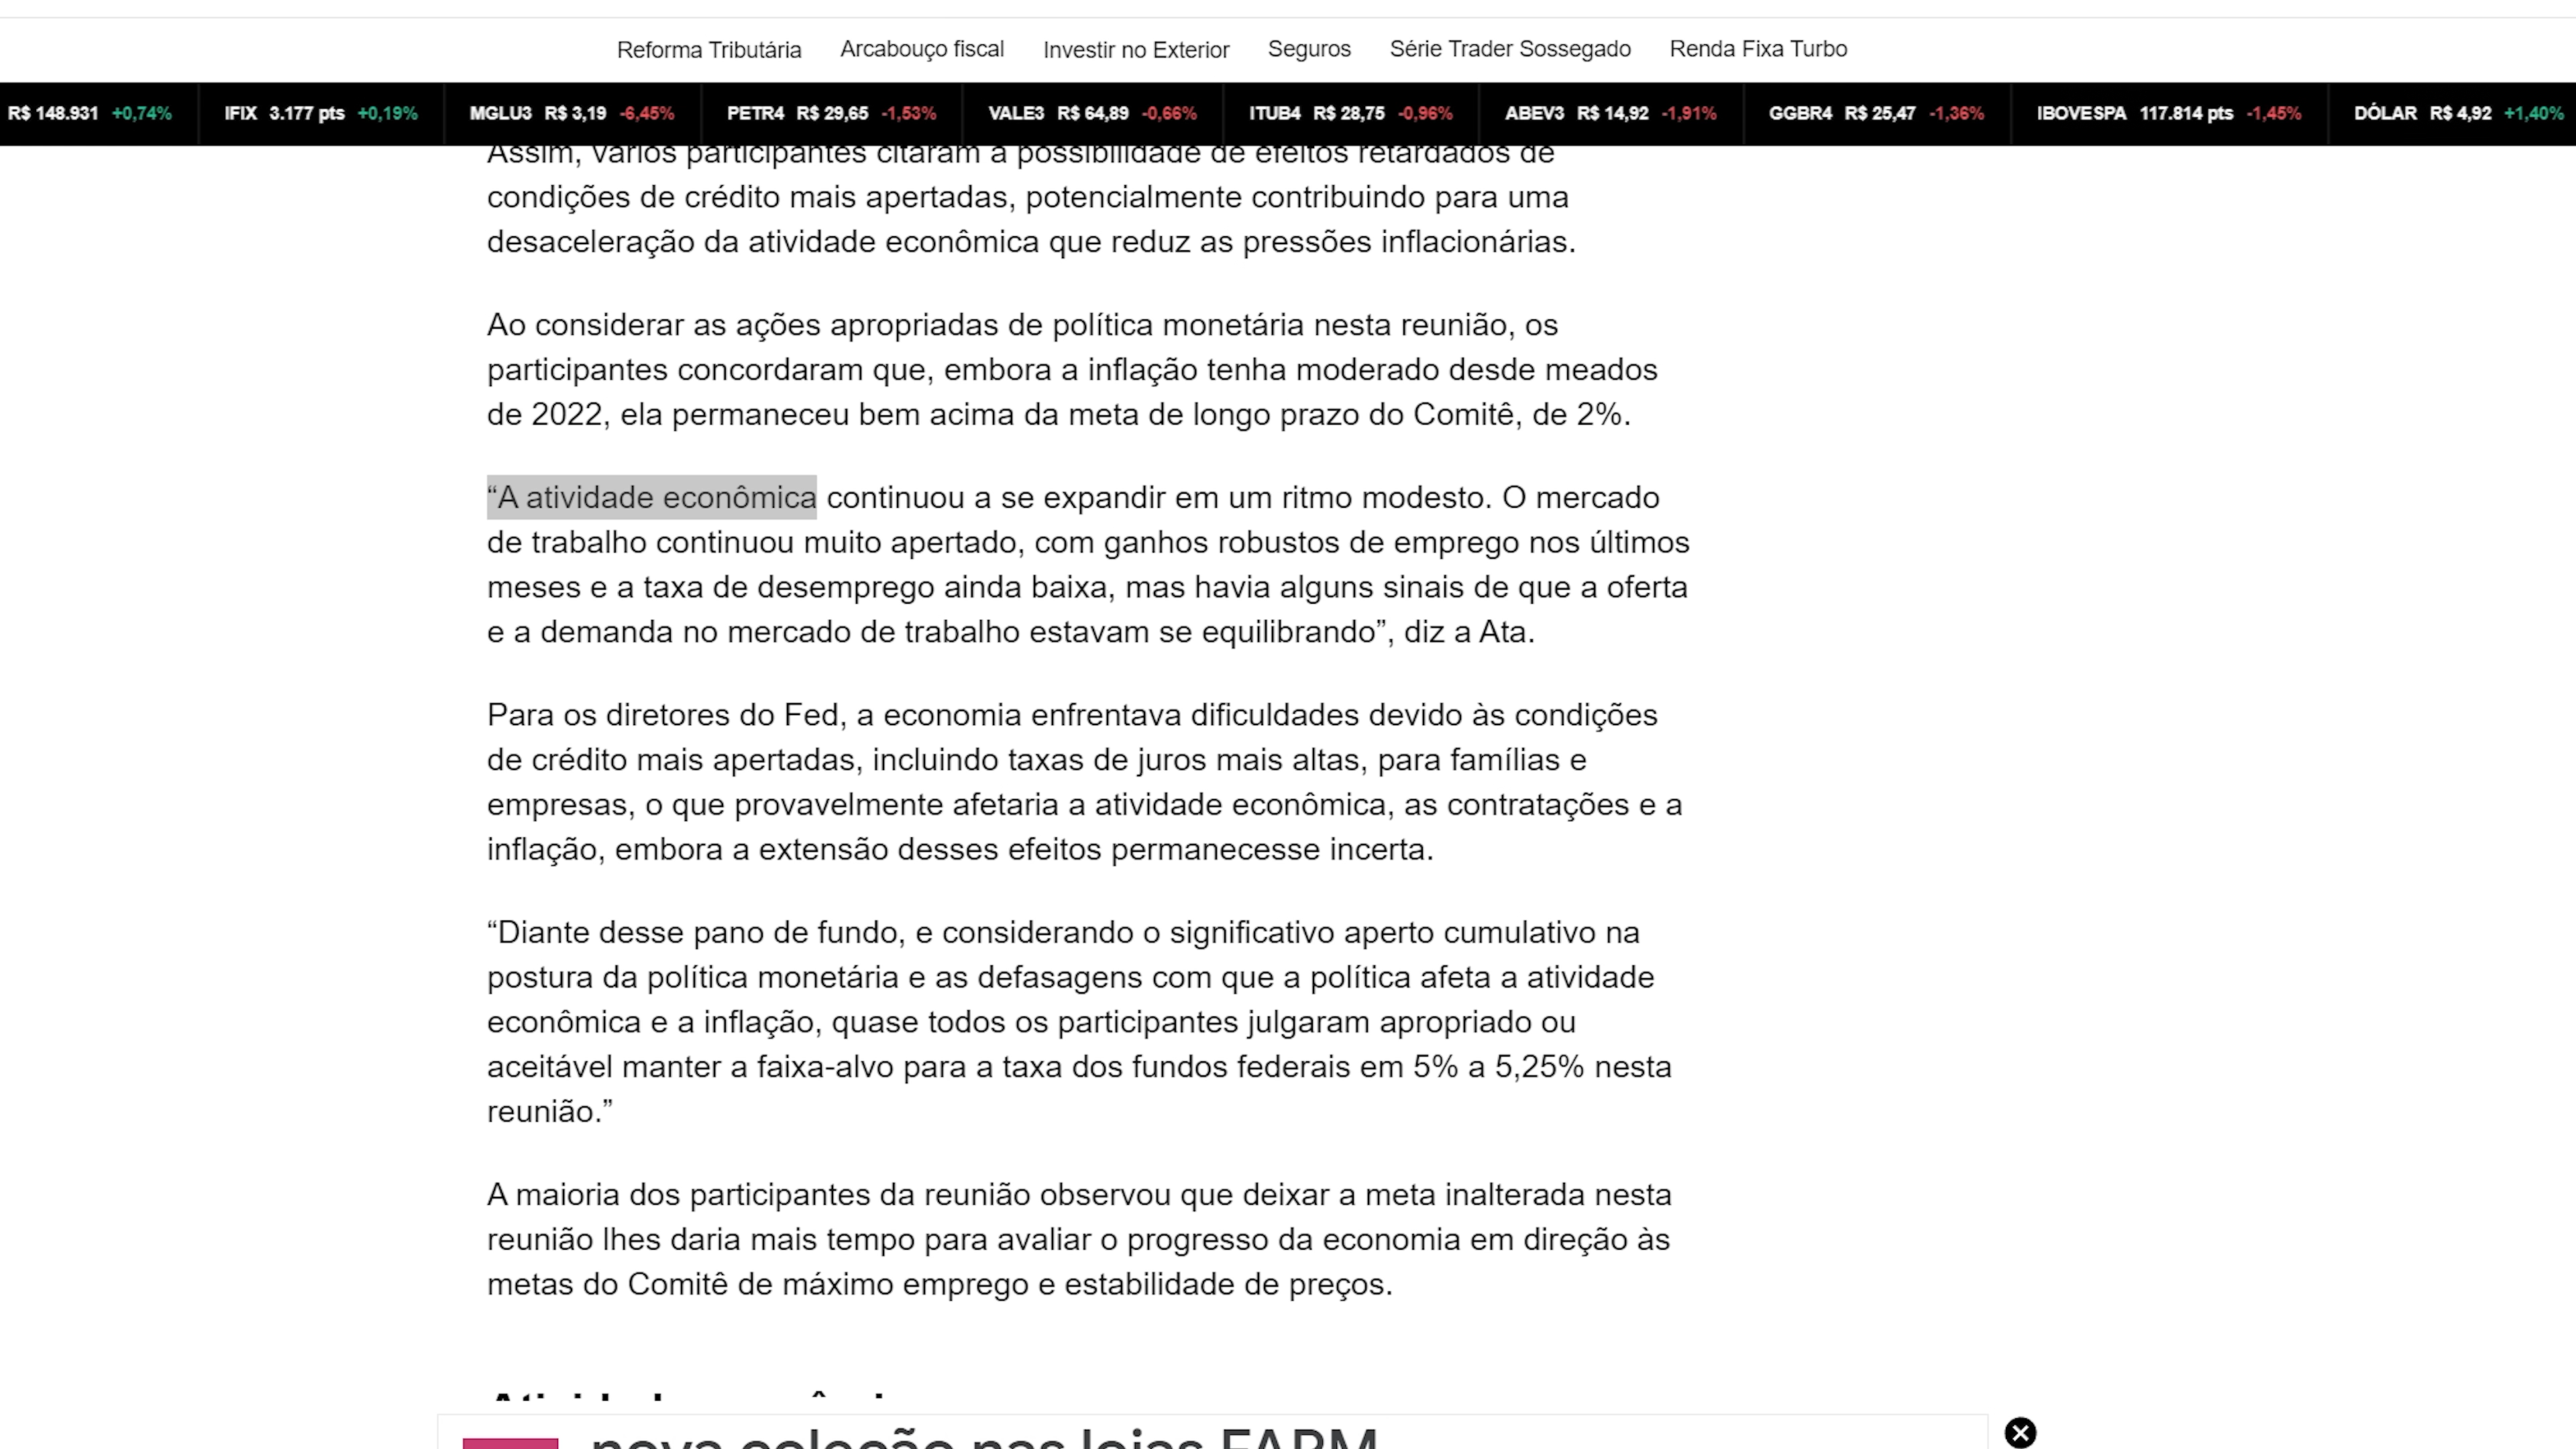 Reforma Tributária Arcabouço fiscal Investir no Exterior Seguros Série Trader Sossegado Renda Fixa Turbo
R$ 148.931 +0,74% IFIX 3.177 pts +0,19% MGLU3 R$ 3,19 -6,45% PETR4 R$ 29,65 -1,53% VALE3 R$ 64,89 -0,66% ITUB4 R$ 28,75 -0,96% ABEV3 R$ 14,92 -1,91% GGBR4 R$ 25,47 -1,36% IBOVESPA 117.814 pts -1,45% DÓLAR R$ 4,92 +1,40%
Assim, vários participantes citaram a possibilidade de efeitos retardados de
condições de crédito mais apertadas, potencialmente contribuindo para uma
desaceleração da atividade econômica que reduz as pressões inflacionárias.
Ao considerar as ações apropriadas de política monetária nesta reunião, os
participantes concordaram que, embora a inflação tenha moderado desde meados
de 2022, ela permaneceu bem acima da meta de longo prazo do Comitê, de 2%.
“A atividade econômica continuou a se expandir em um ritmo modesto. O mercado
de trabalho continuou muito apertado, com ganhos robustos de emprego nos últimos
meses e a taxa de desemprego ainda baixa, mas havia alguns sinais de que a oferta
e a demanda no mercado de trabalho estavam se equilibrando”, diz a Ata.
Para os diretores do Fed, a economia enfrentava dificuldades devido às condições
de crédito mais apertadas, incluindo taxas de juros mais altas, para famílias e
empresas, o que provavelmente afetaria a atividade econômica, as contratações e a
inflação, embora a extensão desses efeitos permanecesse incerta.
“Diante desse pano de fundo, e considerando o significativo aperto cumulativo na
postura da política monetária e as defasagens com que a política afeta a atividade
econômica e a inflação, quase todos os participantes julgaram apropriado ou
aceitável manter a faixa-alvo para a taxa dos fundos federais em 5% a 5,25% nesta
reunião.”
A maioria dos participantes da reunião observou que deixar a meta inalterada nesta
reunião lhes daria mais tempo para avaliar o progresso da economia em direção às
metas do Comitê de máximo emprego e estabilidade de preços.
nova coleção nas lojas FARM